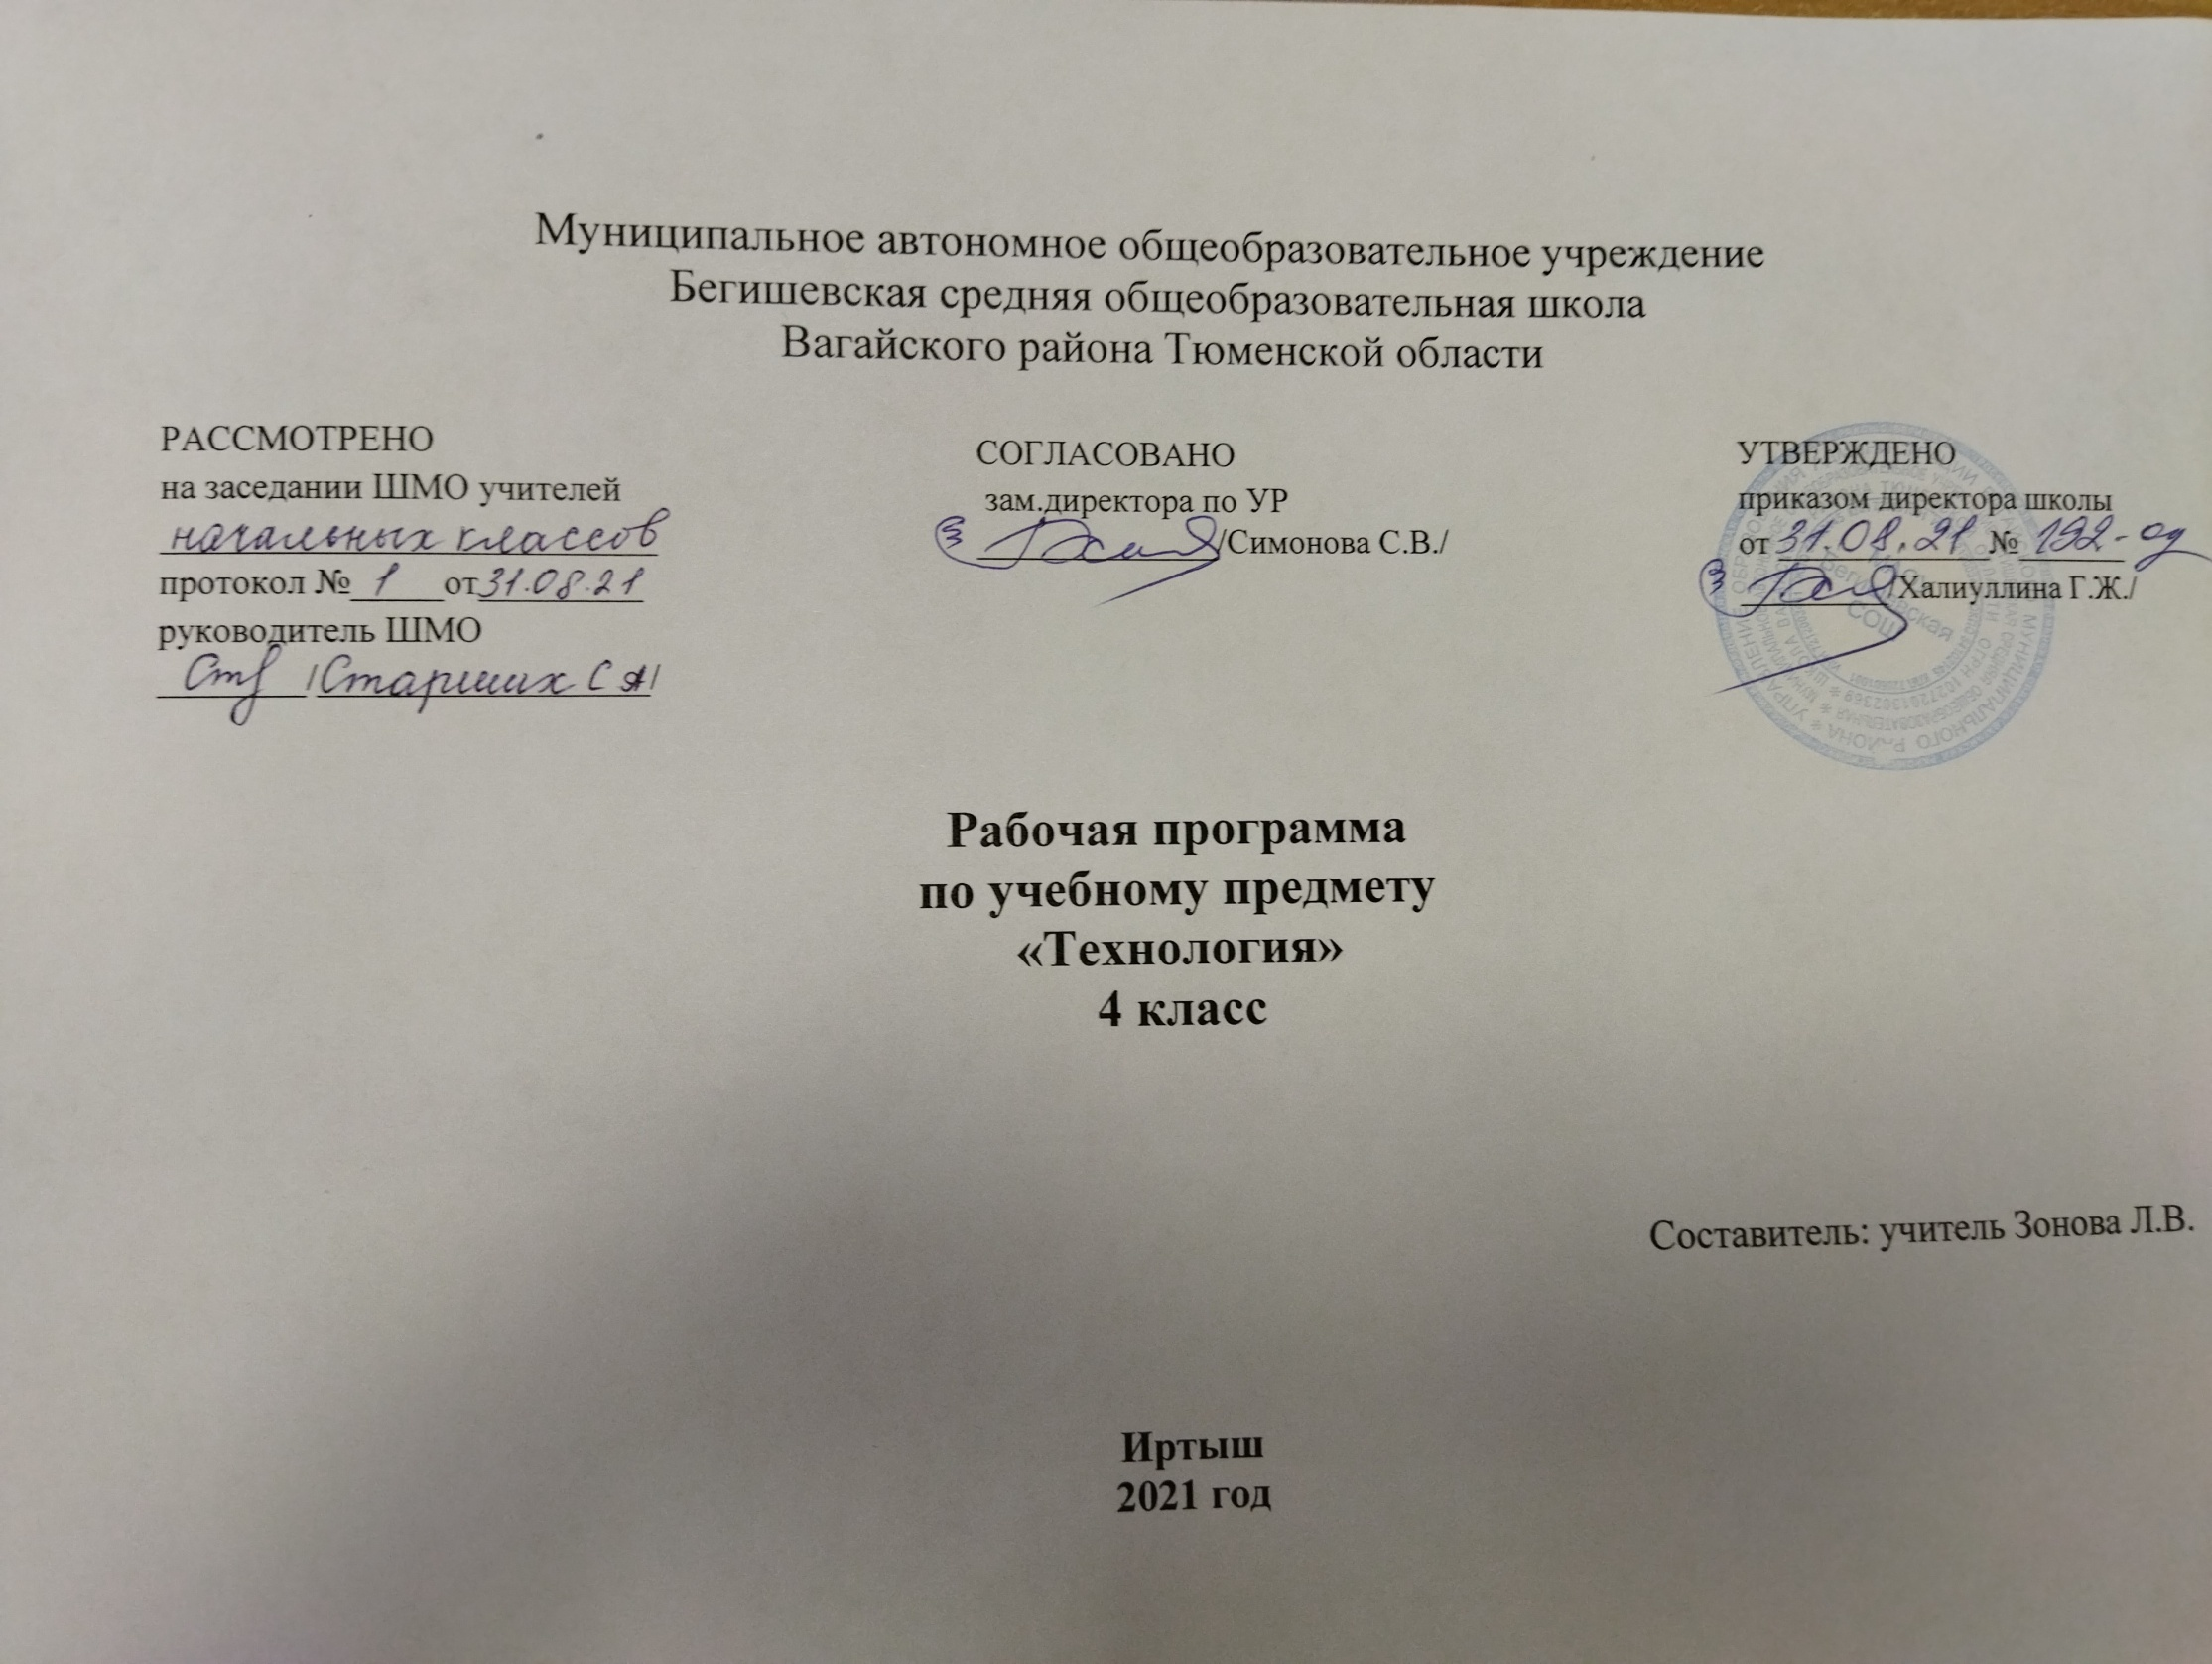 Муниципальное автономное общеобразовательное учреждение
Бегишевская средняя общеобразовательная школа
Вагайского района Тюменской области
РАССМОТРЕНО
на заседании ШМО учителей
начальных классов
протокол № 1 от 31.08.21
руководитель ШМО
/Старших С А/
СОГЛАСОВАНО
зам.директора по УР
/Симонова С.В./
УТВЕРЖДЕНО
приказом директора школы
от 31.08.21 № 192-од
/Халиуллина Г.Ж./
Рабочая программа
по учебному предмету
«Технология»
4 класс
Составитель: учитель Зонова Л.В.
Иртыш
2021 год